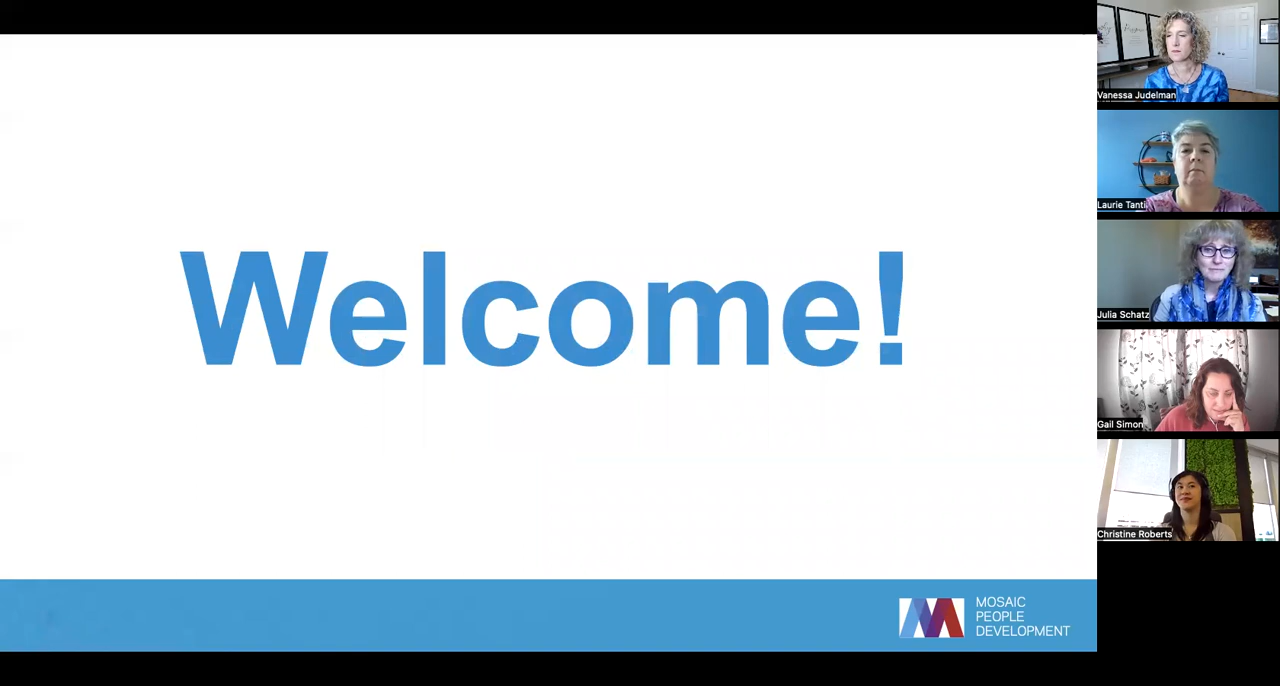 Welcome!
MOSAIC
PEOPLE
DEVELOPMENT
Vanessa Judelman
Laurie Tanti
Julia Schatz
Gail Simon
Christine Roberts